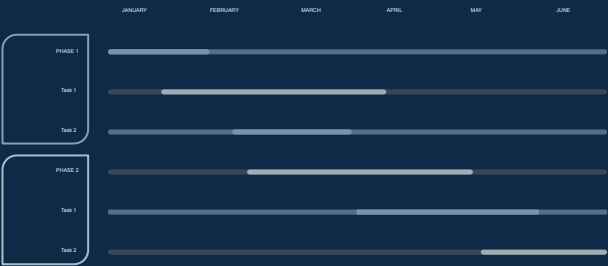 JANUARY FEBRUARY MARCH APRIL MAY JUNE
PHASE 1
Task 1
Task 2
PHASE 2
Task 1
Task 2